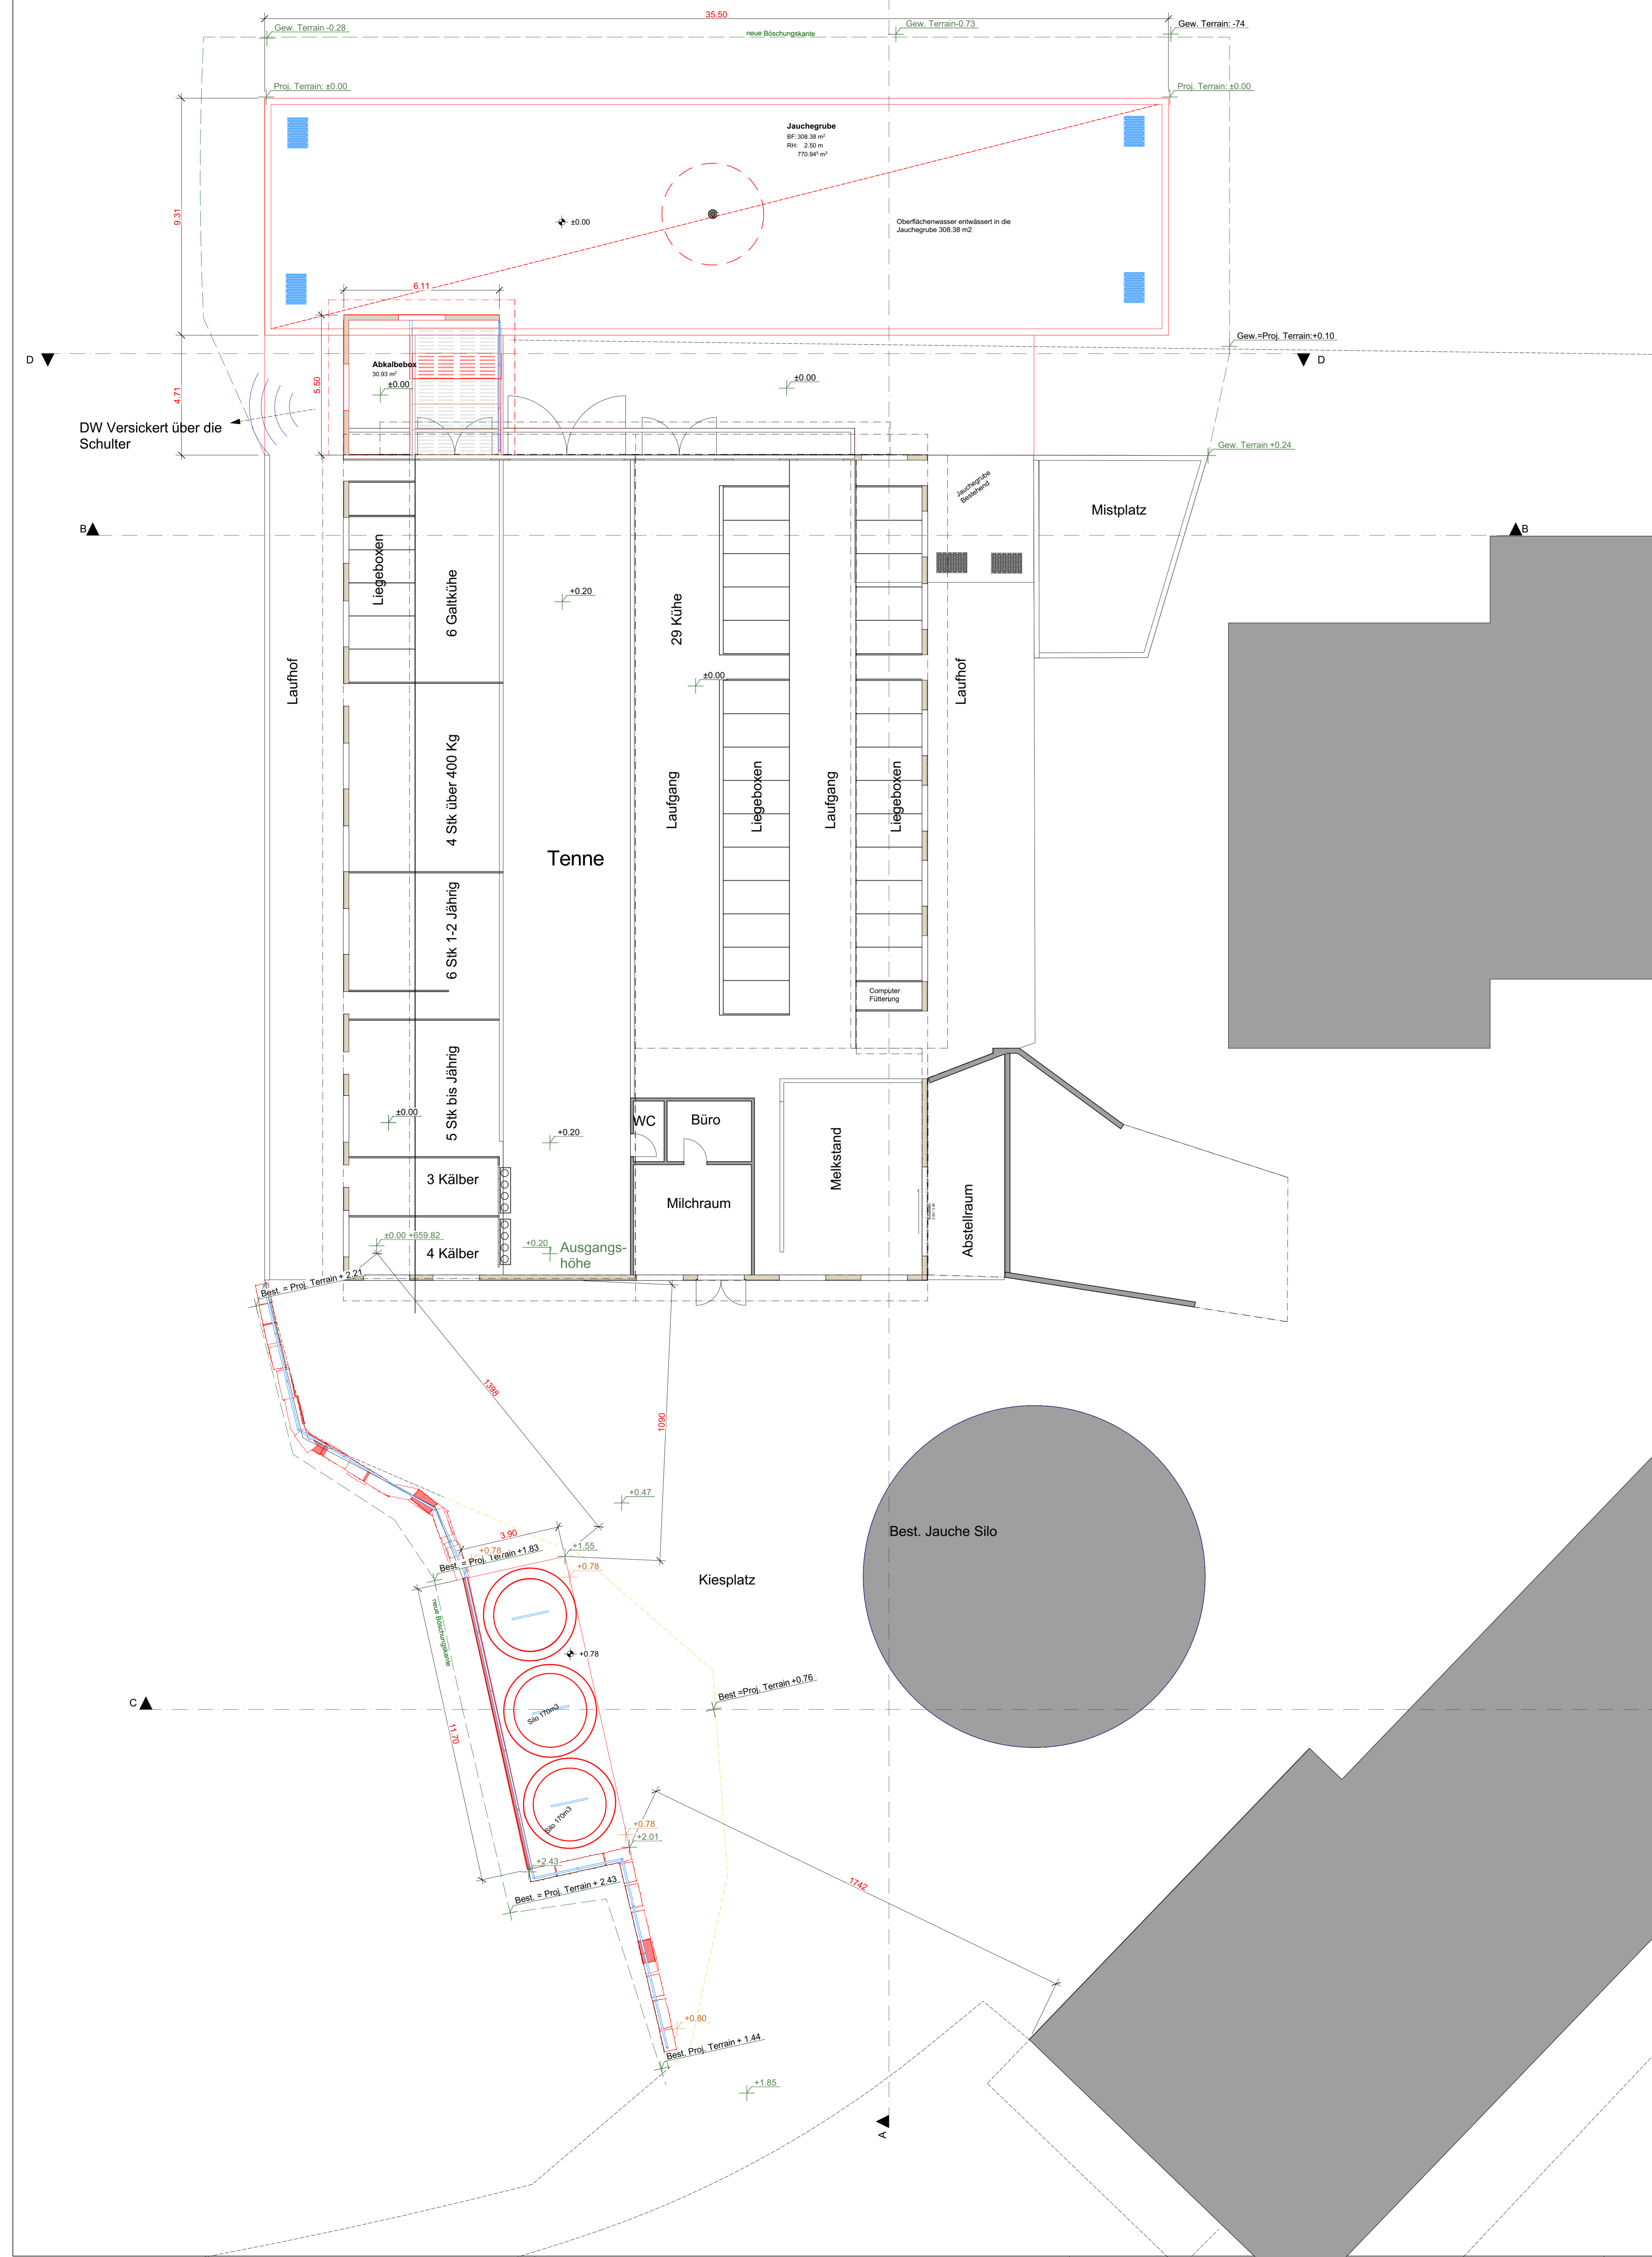 35.50
Gew. Terrain -0.28
neue Böschungskante
Gew. Terrain-0.73
Gew. Terrain: -74
Proj. Terrain: ±0.00
Proj. Terrain: ±0.00
Jauchegrube
BF: 308.38 m²
RH: 2.50 m
770.94⁵ m³
9.31
±0.00
Oberflächenwasser entwässert in die
Jauchegrube 308.38 m2
6.11
Gew.=Proj. Terrain:+0.10
D
D
Abkalbebox
30.93 m²
±0.00
±0.00
5.50
4.71
DW Versickert über die
Schulter
Gew. Terrain +0.24
Jauchegrube
Bestehend
Mistplatz
B
B
Liegeboxen
6 Galtkühe
+0.20
29 Kühe
±0.00
Laufhof
Laufhof
4 Stk über 400 Kg
Laufgang
Liegeboxen
Laufgang
Liegeboxen
Tenne
6 Stk 1-2 Jährig
Computer
Fütterung
5 Stk bis Jährig
±0.00
+0.20
WC
Büro
Melkstand
3 Kälber
Milchraum
Abstellraum
±0.00 +659.82
4 Kälber
+0.20
Ausgangs-
höhe
Best. = Proj. Terrain + 2.21
1398
1090
+0.47
Best. Jauche Silo
3.90
+0.78
+1.55
Best. = Proj. Terrain +1.83
+0.78
Kiesplatz
neue Böschungskante
+0.78
Best =Proj. Terrain +0.76
C
Silo 170m3
11.70
Silo 170m3
+0.78
+2.01
+2.43
Best. = Proj. Terrain + 2.43
1742
+0.80
Best. Proj. Terrain + 1.44
+1.85
A